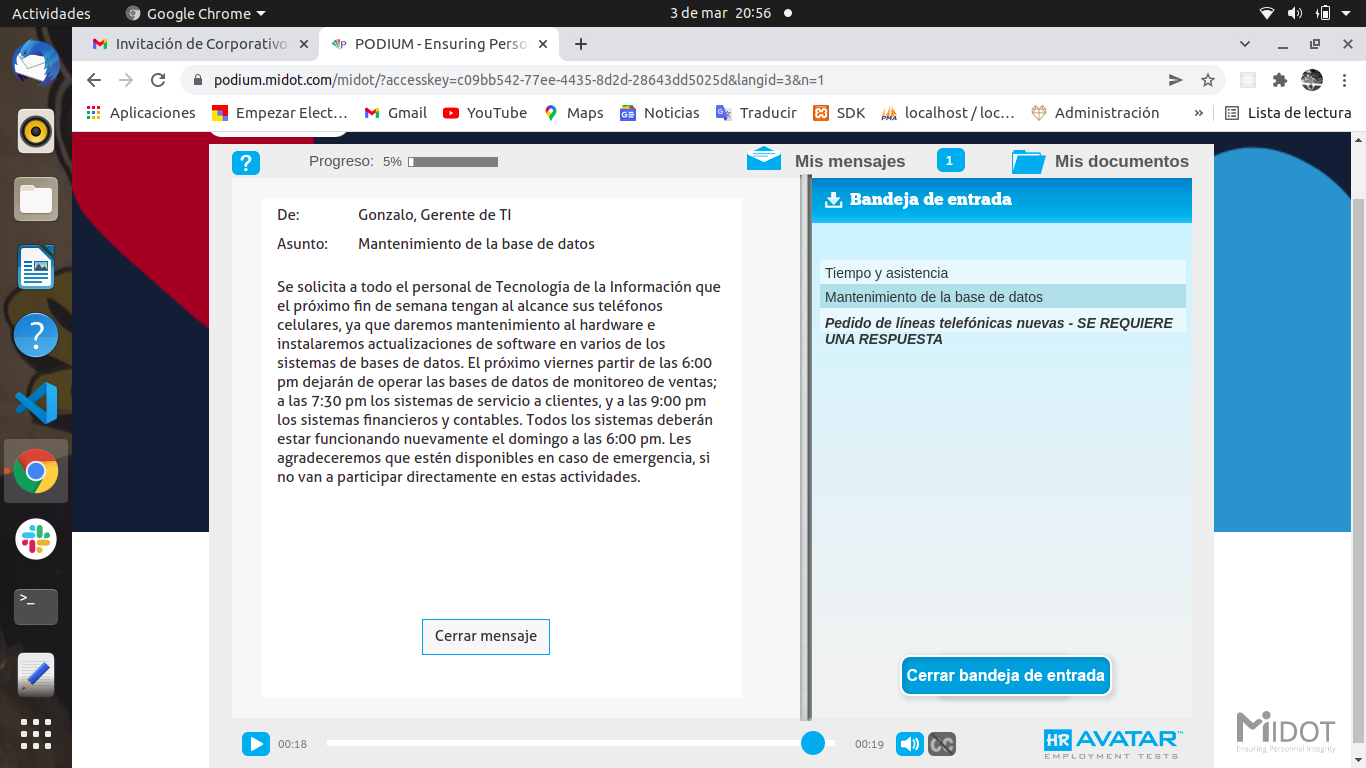 Actividades
Google Chrome
3 de mar 20:56
Invitación de Corporativo
PODIUM - Ensuring Perso
podium.midot.com/midot/?accesskey=c09bb542-77ee-4435-8d2d-28643dd5025d&langid=3&n=1
Aplicaciones
Empezar Elect…
Gmail
YouTube
Maps
Noticias
Traducir
SDK
localhost / loc…
Administración
»
Lista de lectura
?
Progreso: 5%
Mis mensajes
1
Mis documentos
De: Gonzalo, Gerente de TI
Asunto: Mantenimiento de la base de datos
Se solicita a todo el personal de Tecnología de la Información que
el próximo fin de semana tengan al alcance sus teléfonos
celulares, ya que daremos mantenimiento al hardware e
instalaremos actualizaciones de software en varios de los
sistemas de bases de datos. El próximo viernes partir de las 6:00
pm dejarán de operar las bases de datos de monitoreo de ventas;
a las 7:30 pm los sistemas de servicio a clientes, y a las 9:00 pm
los sistemas financieros y contables. Todos los sistemas deberán
estar funcionando nuevamente el domingo a las 6:00 pm. Les
agradeceremos que estén disponibles en caso de emergencia, si
no van a participar directamente en estas actividades.
Cerrar mensaje
Bandeja de entrada
Tiempo y asistencia
Mantenimiento de la base de datos
Pedido de líneas telefónicas nuevas - SE REQUIERE
UNA RESPUESTA
Cerrar bandeja de entrada
00:18
00:19
CC
HR AVATAR™
EMPLOYMENT TESTS
MIDOT
Ensuring Personnel Integrity